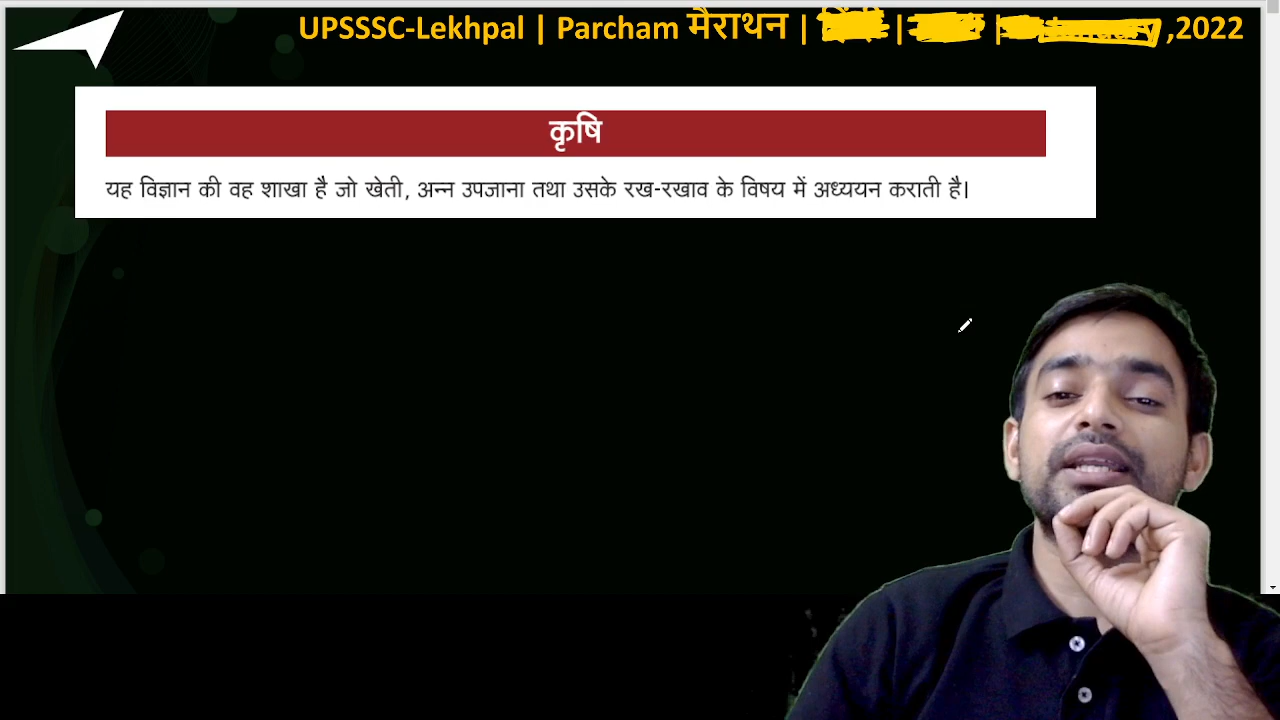 UPSSSC-Lekhpal | Parcham मैराथन | | | ,2022
कृषि
यह विज्ञान की वह शाखा है जो खेती, अन्न उपजाना तथा उसके रख-रखाव के विषय में अध्ययन कराती है।